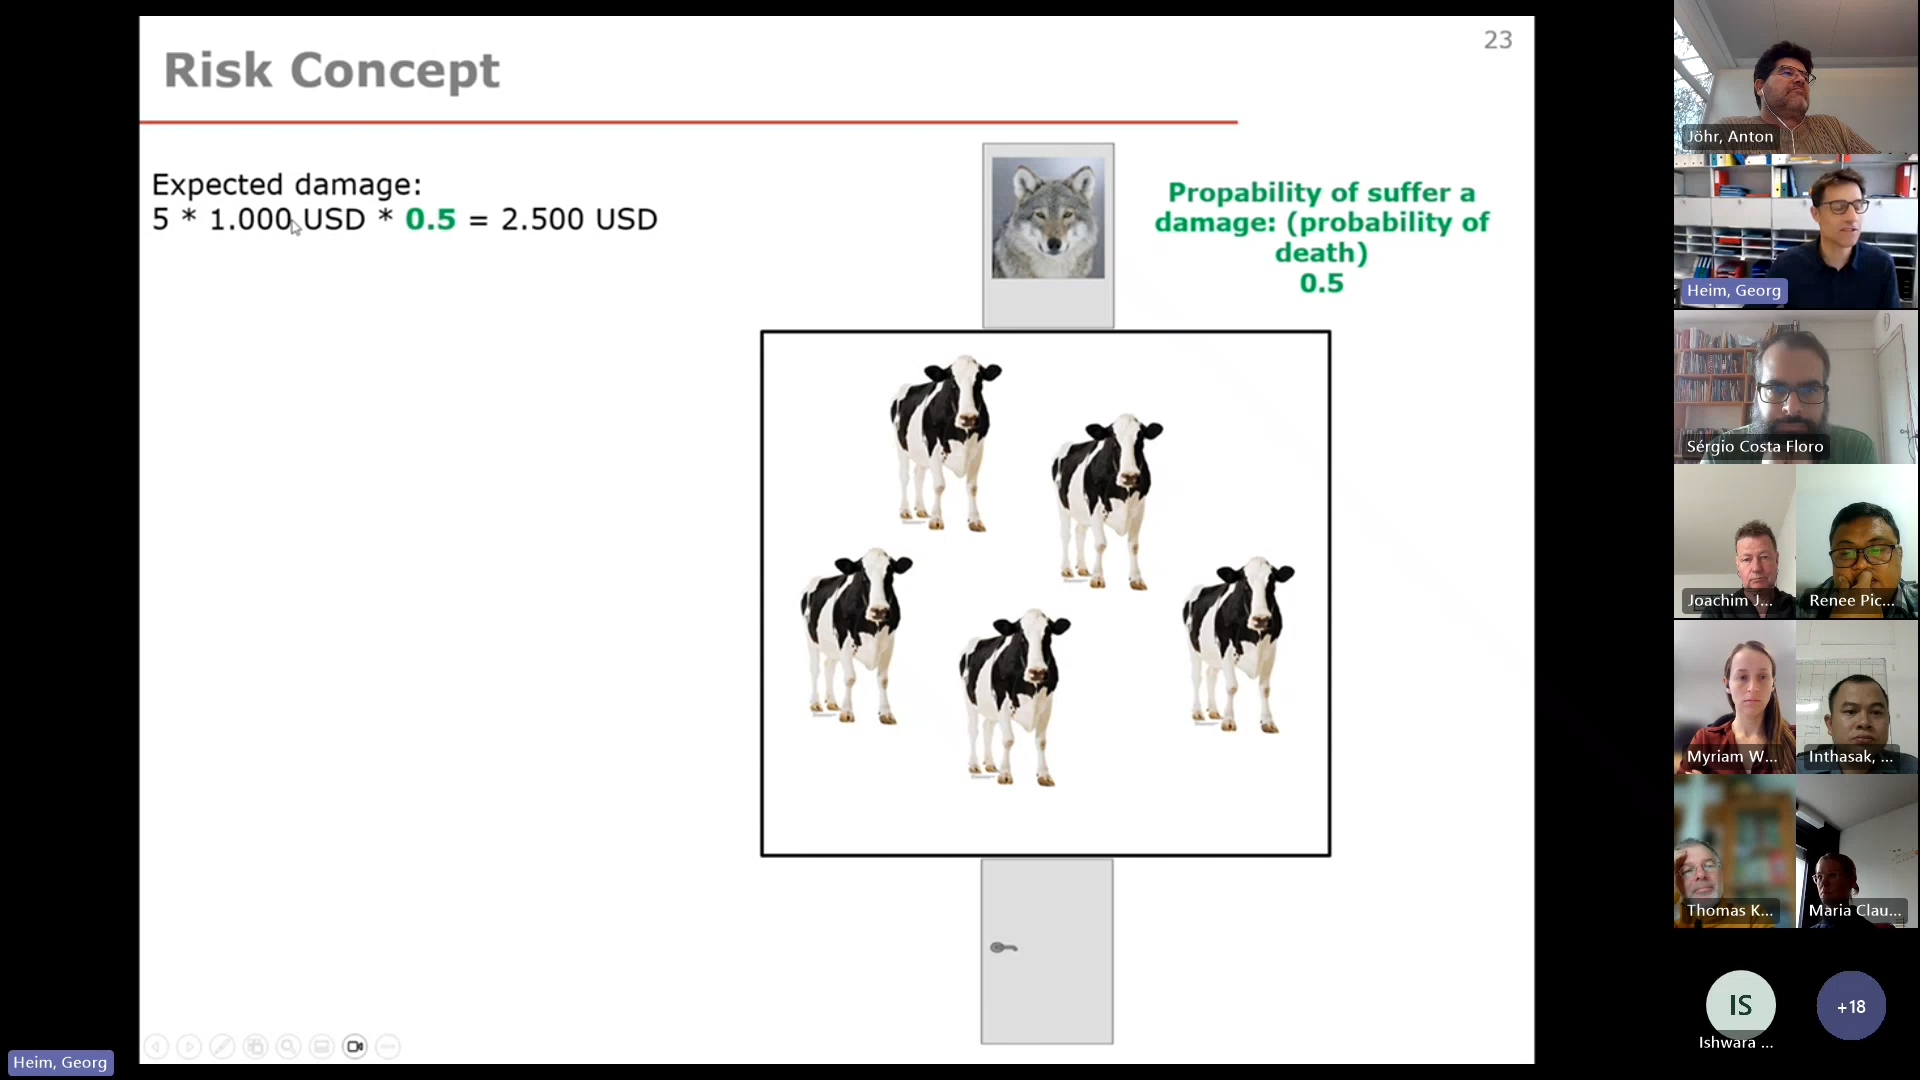 23
Risk Concept
Expected damage:
5 * 1.000 USD * 0.5 = 2.500 USD
Propability of suffer a
damage: (probability of
death)
0.5
Jöhr, Anton
Heim, Georg
Sérgio Costa Floro
Joachim J...
Renee Pic...
Myriam W...
Inthasak, ...
Thomas K...
Maria Clau...
IS
+18
Ishwara ...
Heim, Georg